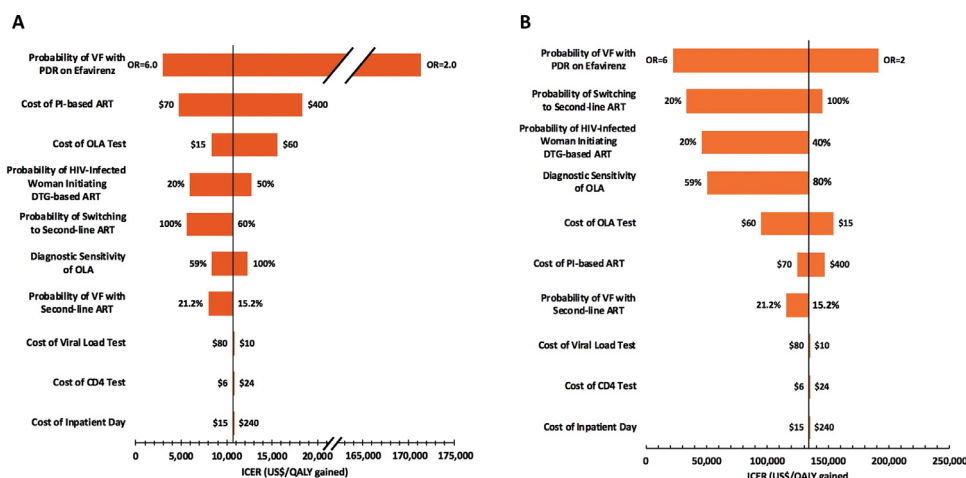 A
Probability of VF with
PDR on Efavirenz
OR=6.0
OR=2.0
Cost of PI-based ART
$70
$400
Cost of OLA Test
$15
$60
Probability of HIV-Infected
Woman Initiating
DTG-based ART
20%
50%
Probability of Switching
to Second-line ART
100%
60%
Diagnostic Sensitivity
of OLA
59%
100%
Probability of VF with
Second-line ART
21.2%
15.2%
Cost of Viral Load Test
$80
$10
Cost of CD4 Test
$6
$24
Cost of Inpatient Day
$15
$240
0 5,000 10,000 15,000 20,000 165,000 170,000 175,000
ICER (US$/QALY gained)
B
Probability of VF with
PDR on Efavirenz
OR=6
OR=2
Probability of Switching
to Second-line ART
20%
100%
Probability of HIV-Infected
Woman Initiating
DTG-based ART
20%
40%
Diagnostic Sensitivity
of OLA
59%
80%
Cost of OLA Test
$60
$15
Cost of PI-based ART
$70
$400
Probability of VF with
Second-line ART
21.2%
15.2%
Cost of Viral Load Test
$80
$10
Cost of CD4 Test
$6
$24
Cost of Inpatient Day
$15
$240
0 50,000 100,000 150,000 200,000 250,000
ICER (US$/QALY gained